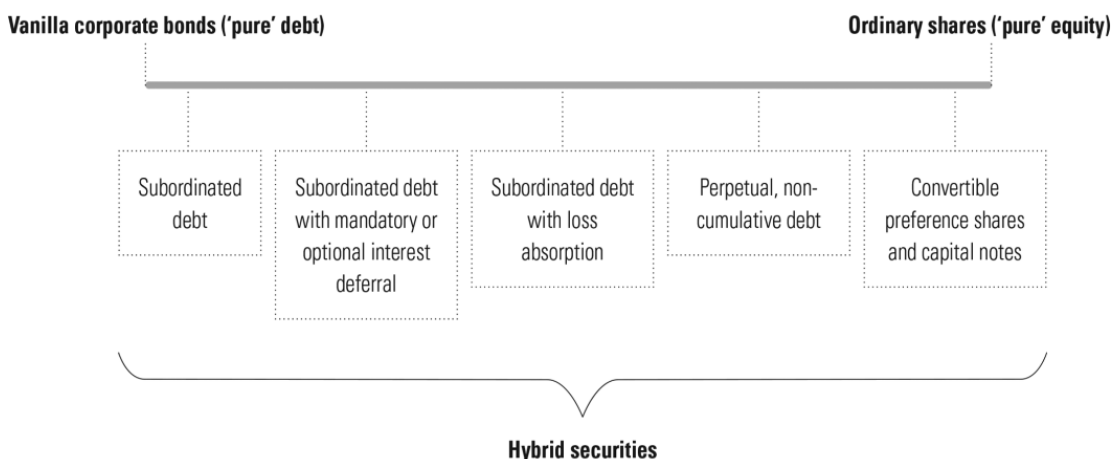 Vanilla corporate bonds (‘pure’ debt)
Ordinary shares (‘pure’ equity)
Subordinated
debt
Subordinated debt
with mandatory or
optional interest
deferral
Subordinated debt
with loss
absorption
Perpetual, non-
cumulative debt
Convertible
preference shares
and capital notes
Hybrid securities